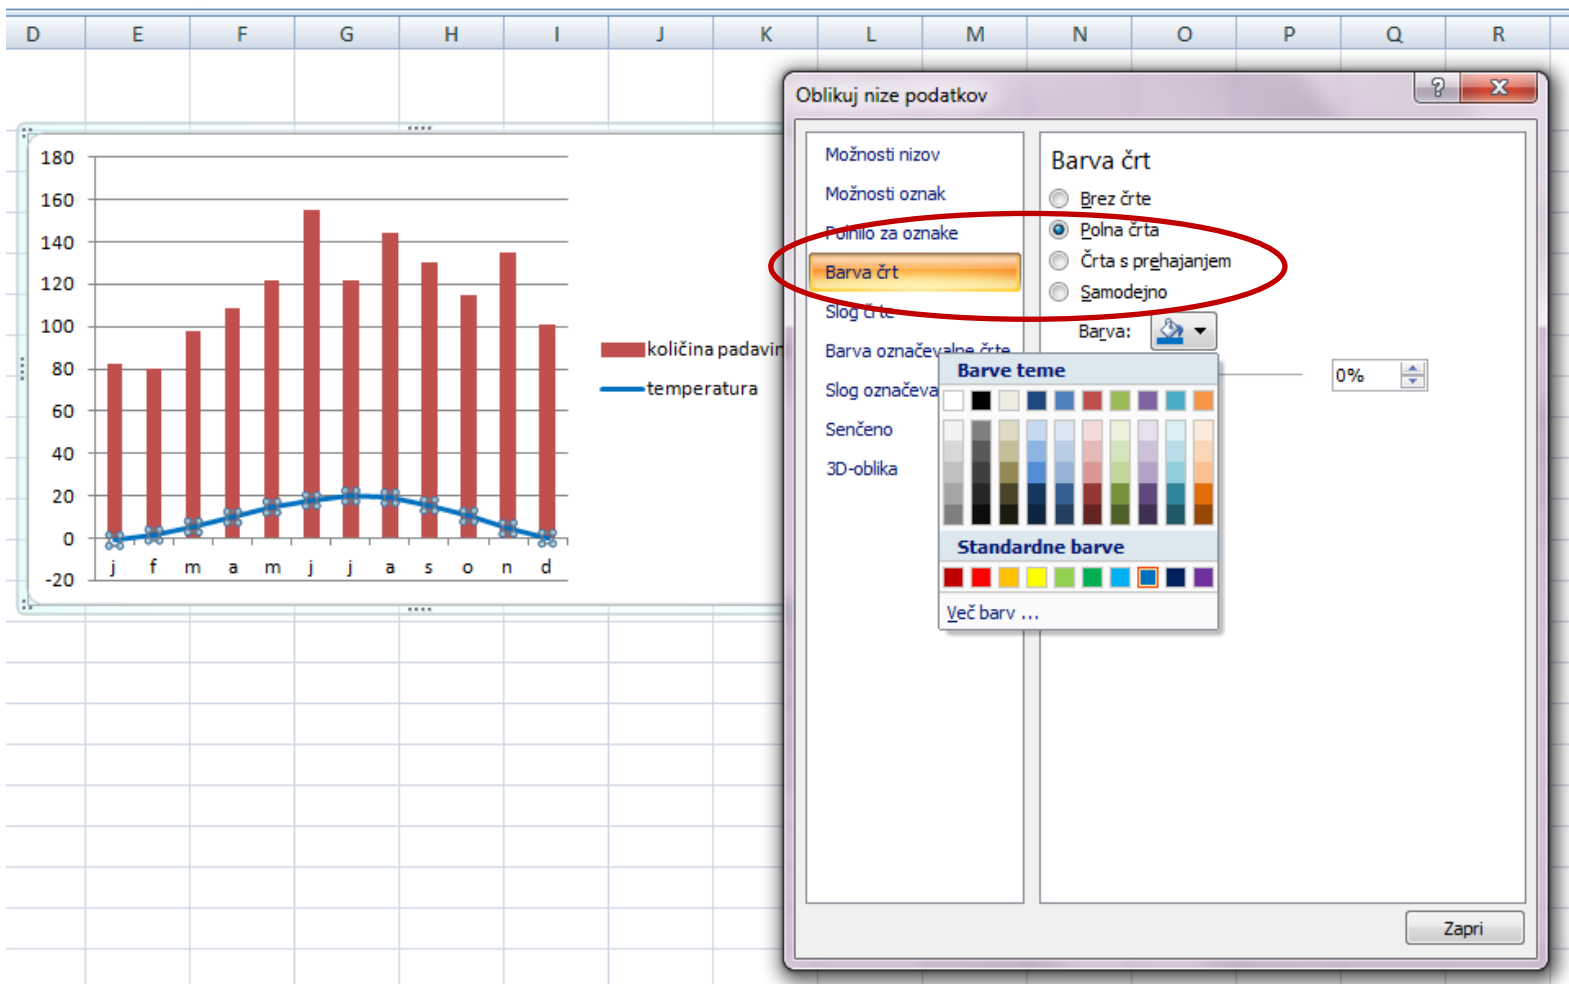 D E F G H I J K L M N O P Q R
180
160
140
120
100
80
60
40
20
0
-20
j f m a m j j a s o n d
količina padavin
temperatura
Oblikuj nize podatkov
?
x
Možnosti nizov
Možnosti oznak
Polnilo za oznake
Barva črt
Slog črte
Barva označevalne črte
Slog označeva
Senčeno
3D-oblika
Barva črt
Brez črte
Polna črta
Črta s prehajanjem
Samodejno
Barva:
0%
Barve teme
Standardne barve
Več barv ...
Zapri